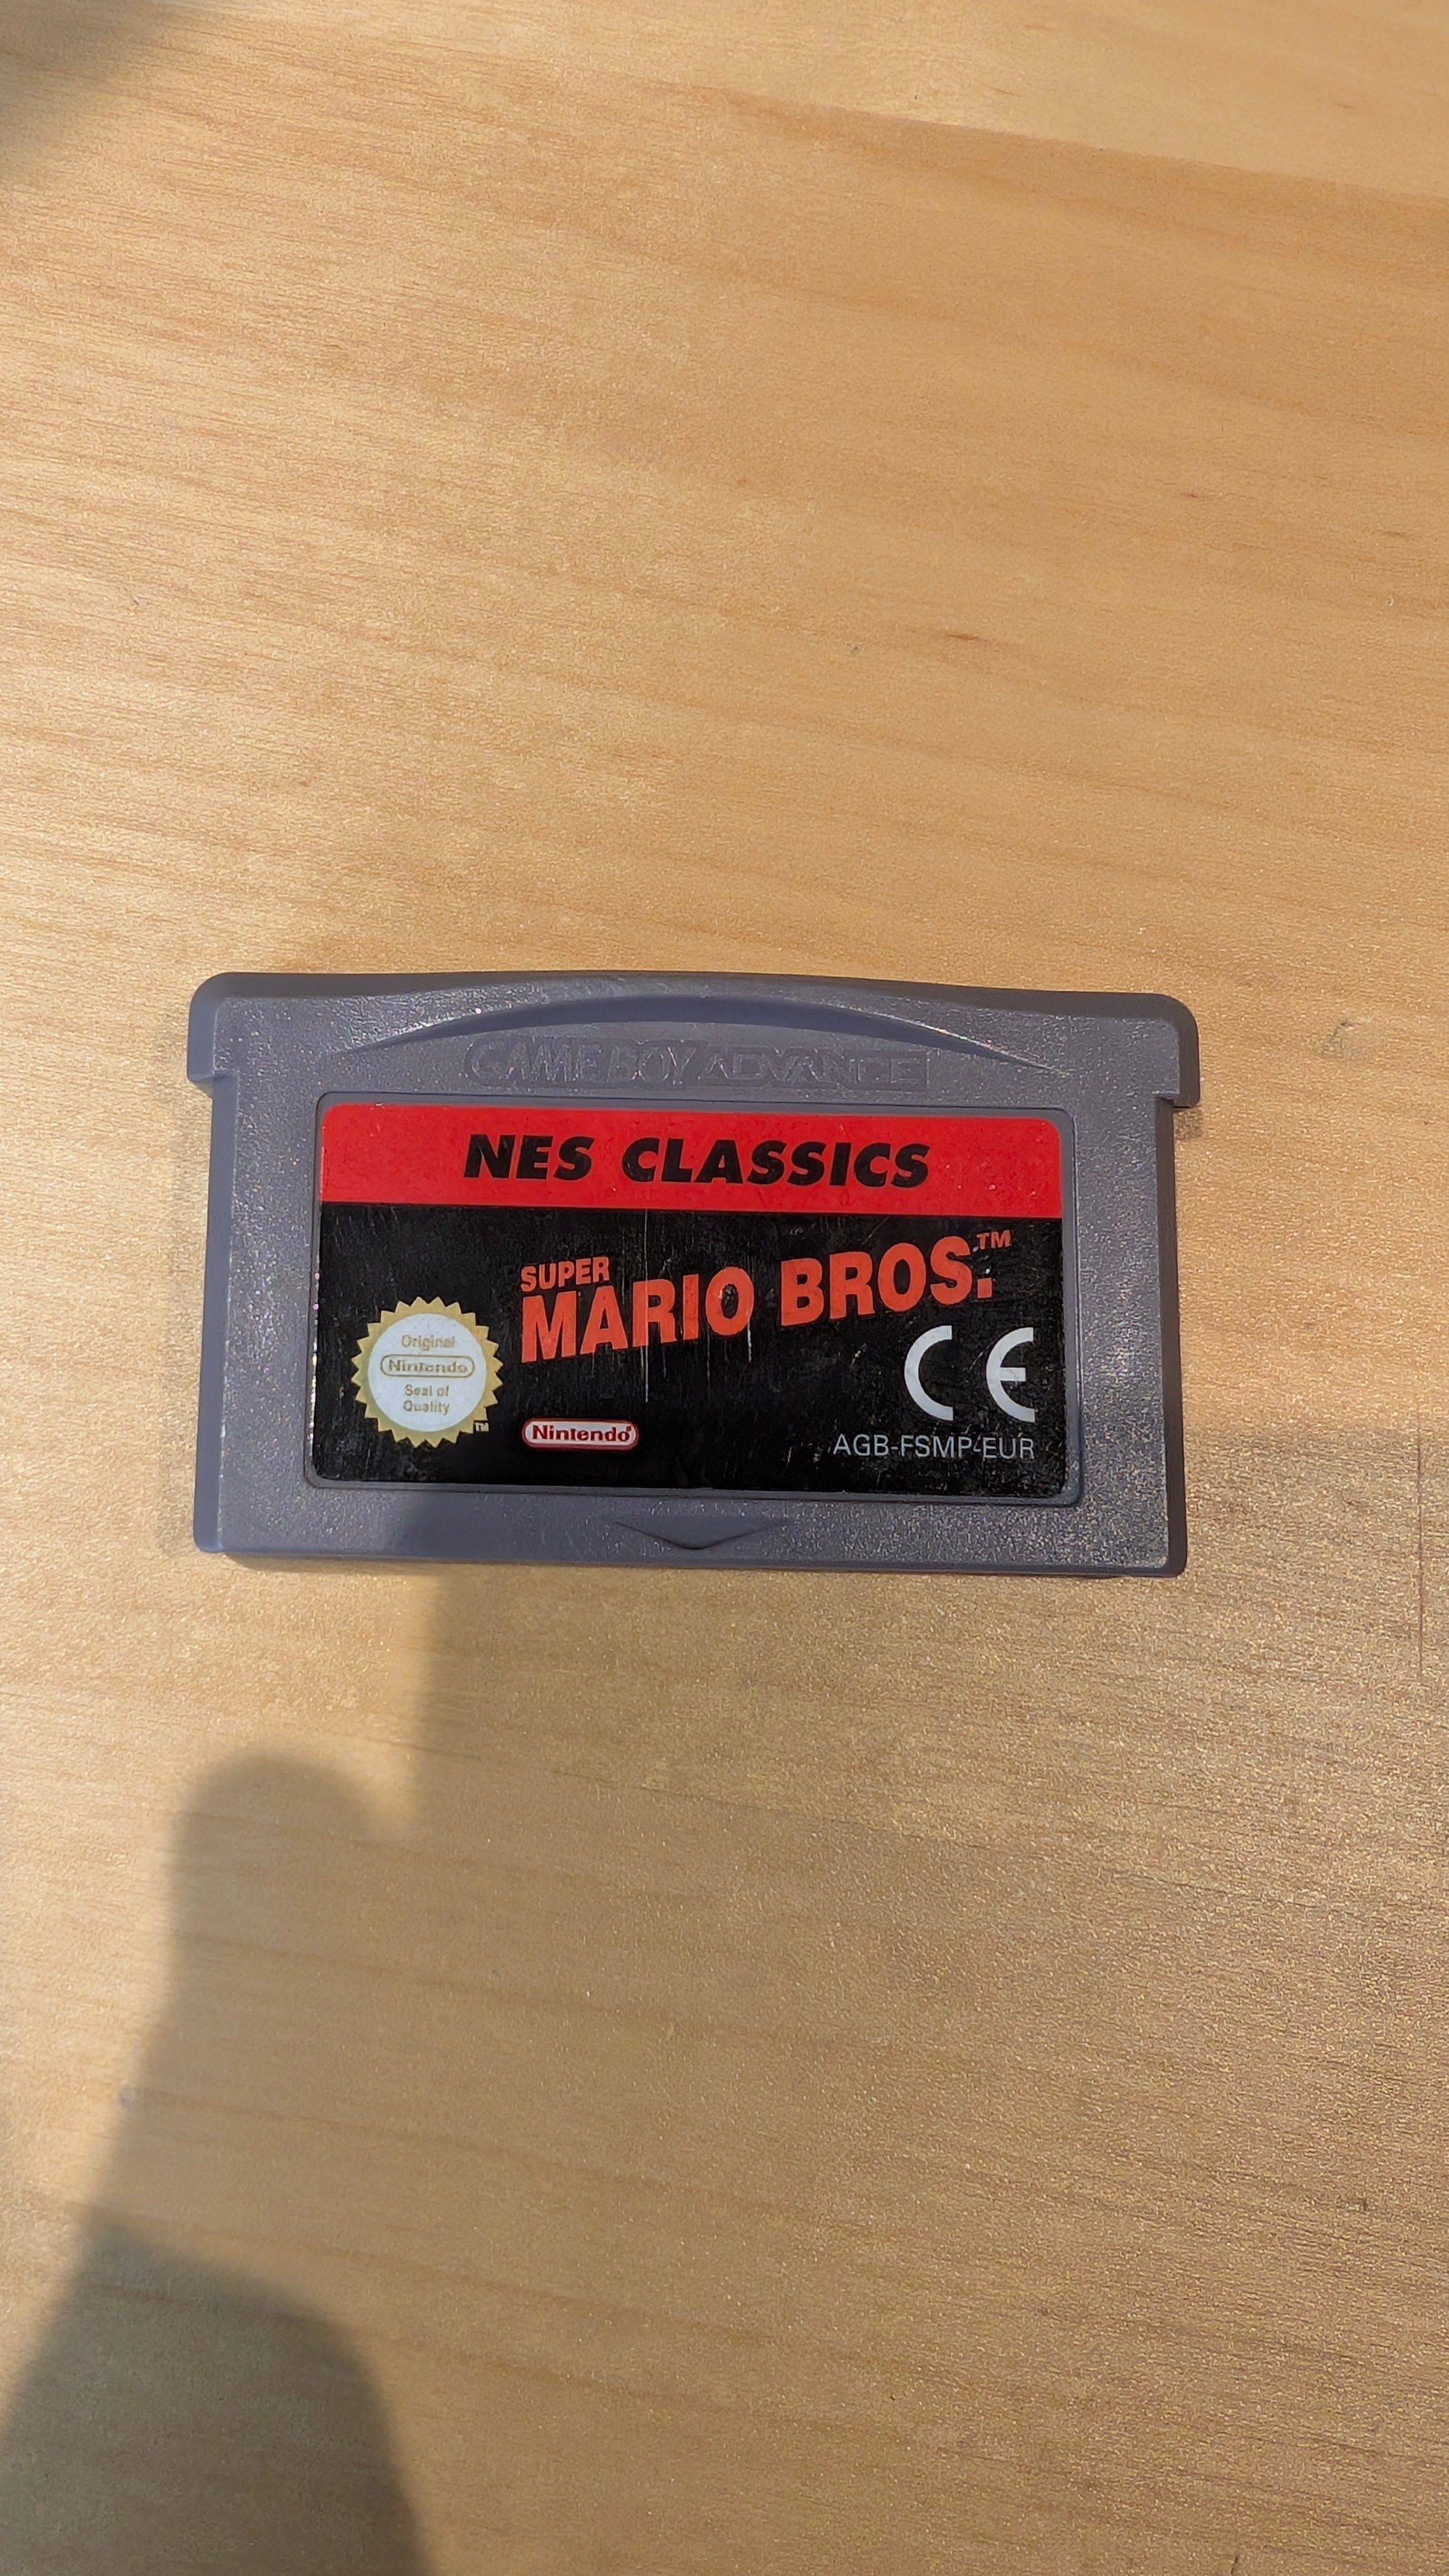 GAME BOY ADVANCE
NES CLASSICS
SUPER
MARIO BROS.™
Original
Nintendo
Seal of
Quality
TM
Nintendo®
CE
AGB-FSMP-EUR